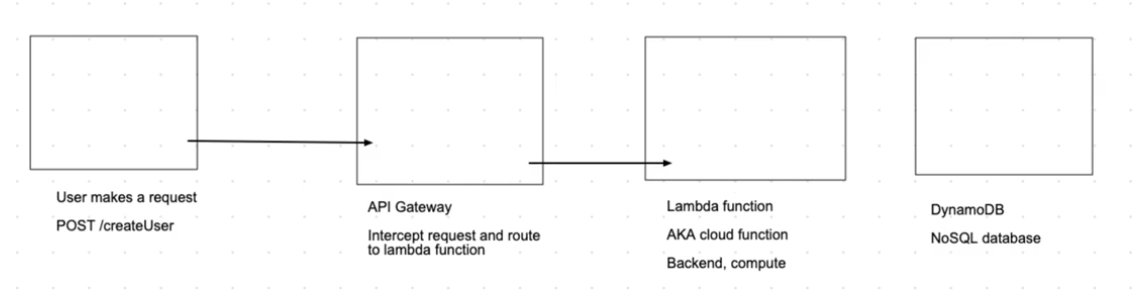 User makes a request
POST /createUser
API Gateway
Intercept request and route
to lambda function
Lambda function
AKA cloud function
Backend, compute
DynamoDB
NoSQL database